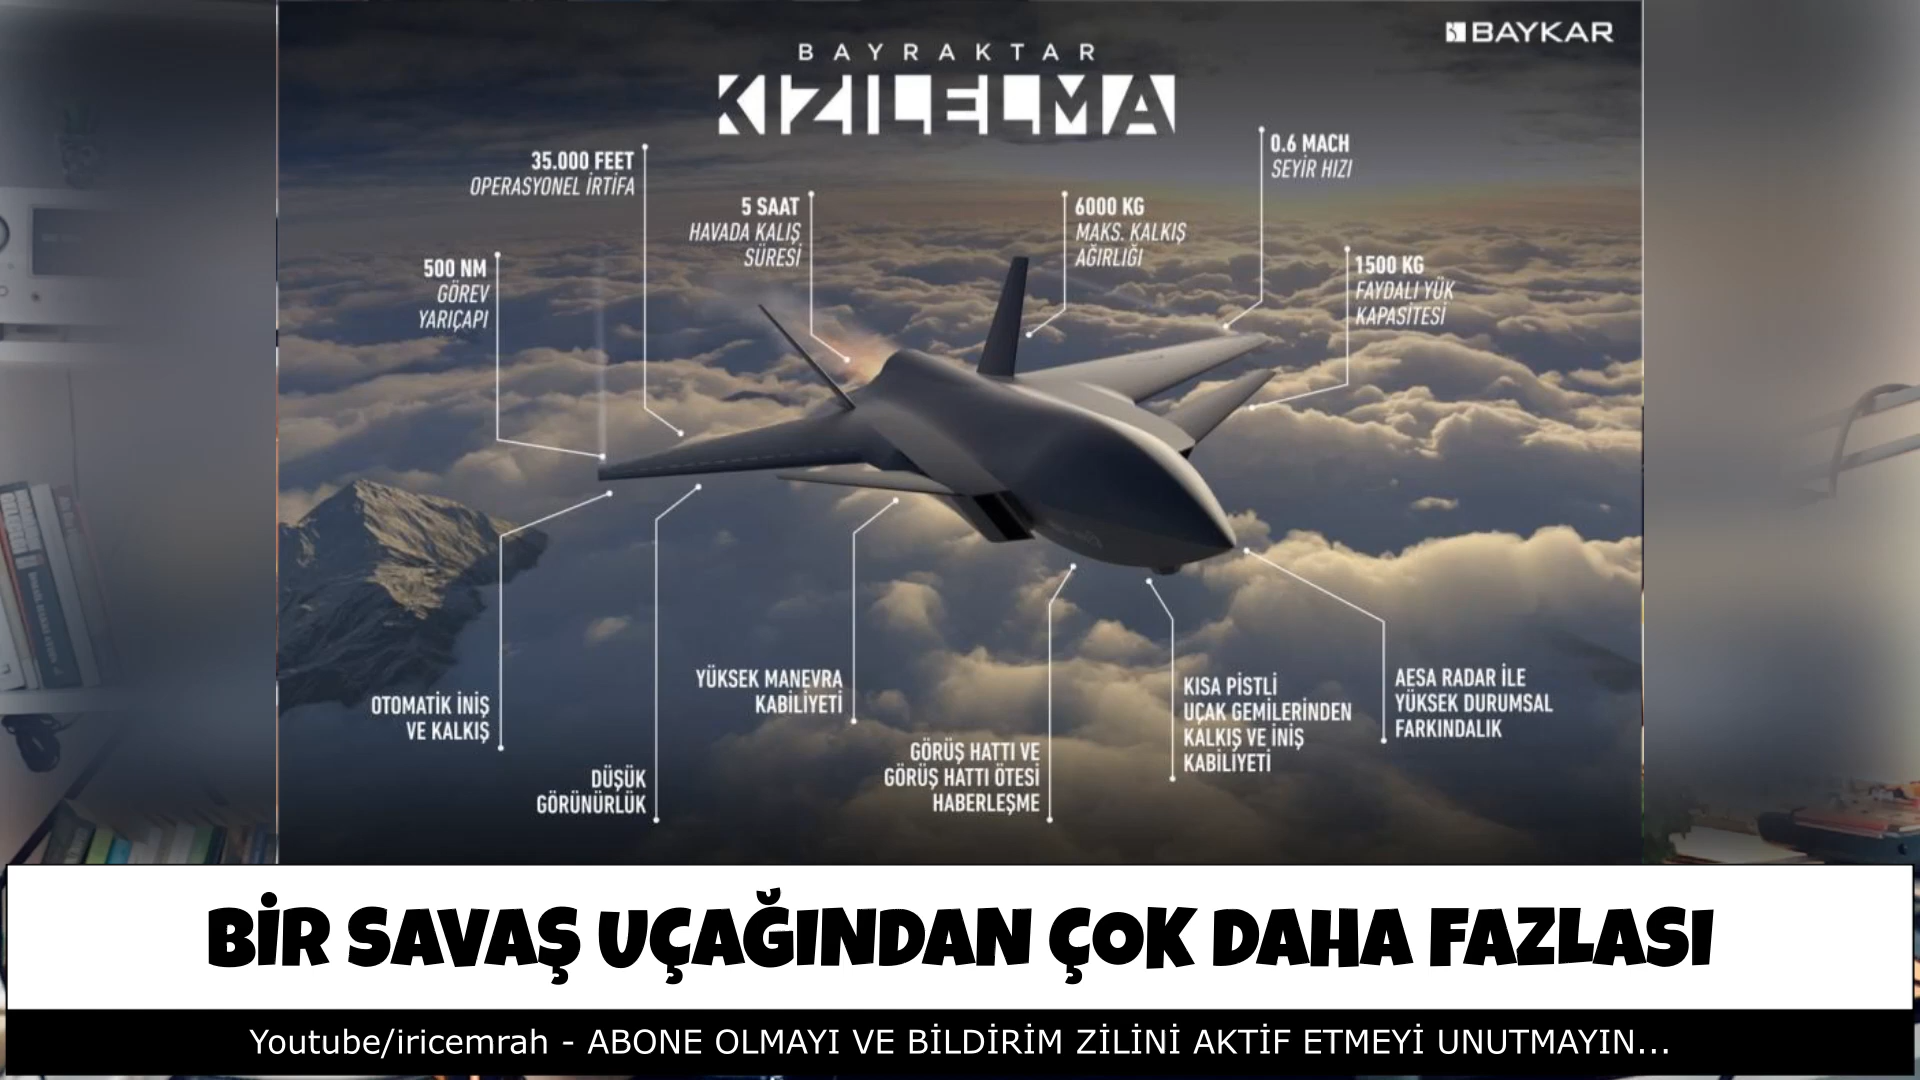 BAYKAR
BAYRAKTAR
KIZILELMA
35.000 FEET
OPERASYONEL İRTİFA
0.6 MACH
SEYİR HIZI
5 SAAT
HAVADA KALIŞ
SÜRESİ
6000 KG
MAKS. KALKIŞ
AĞIRLIĞI
500 NM
GÖREV
YARIÇAPI
1500 KG
FAYDALI YÜK
KAPASİTESİ
OTOMATİK İNİŞ
VE KALKIŞ
DÜŞÜK
GÖRÜNÜRLÜK
YÜKSEK MANEVRA
KABİLİYETİ
GÖRÜŞ HATTI VE
GÖRÜŞ HATTI ÖTESİ
HABERLEŞME
KISA PİSTLİ
UÇAK GEMİLERİNDEN
KALKIŞ VE İNİŞ
KABİLİYETİ
AESA RADAR İLE
YÜKSEK DURUMSAL
FARKINDALIK
BİR SAVAŞ UÇAĞINDAN ÇOK DAHA FAZLASI
Youtube/iricemrah - ABONE OLMAYI VE BİLDİRİM ZİLİNİ AKTİF ETMEYİ UNUTMAYIN...